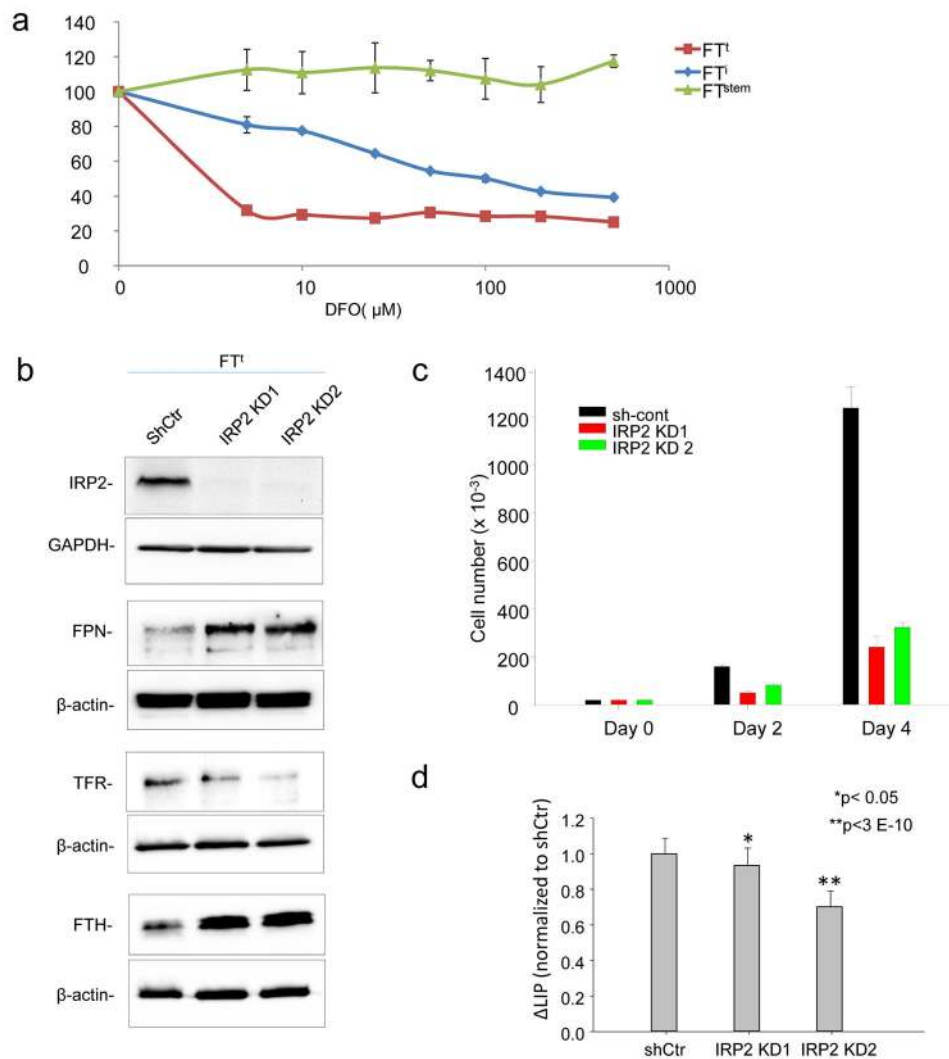 a
140
120
100
80
60
40
20
0
0 10 100 1000
DFO( µM)
FTt
FTi
FTstem
b
FTt
ShCtr IRP2 KD1 IRP2 KD2
IRP2-
GAPDH-
FPN-
β-actin-
TFR-
β-actin-
FTH-
β-actin-
c
1400
1200
1000
800
600
400
200
0
Cell number (x 10-3)
sh-cont
IRP2 KD1
IRP2 KD 2
Day 0 Day 2 Day 4
d
*p< 0.05
**p<3 E-10
ΔLIP (normalized to shCtr)
1.2
1.0
0.8
0.6
0.4
0.2
0.0
* **
shCtr IRP2 KD1 IRP2 KD2